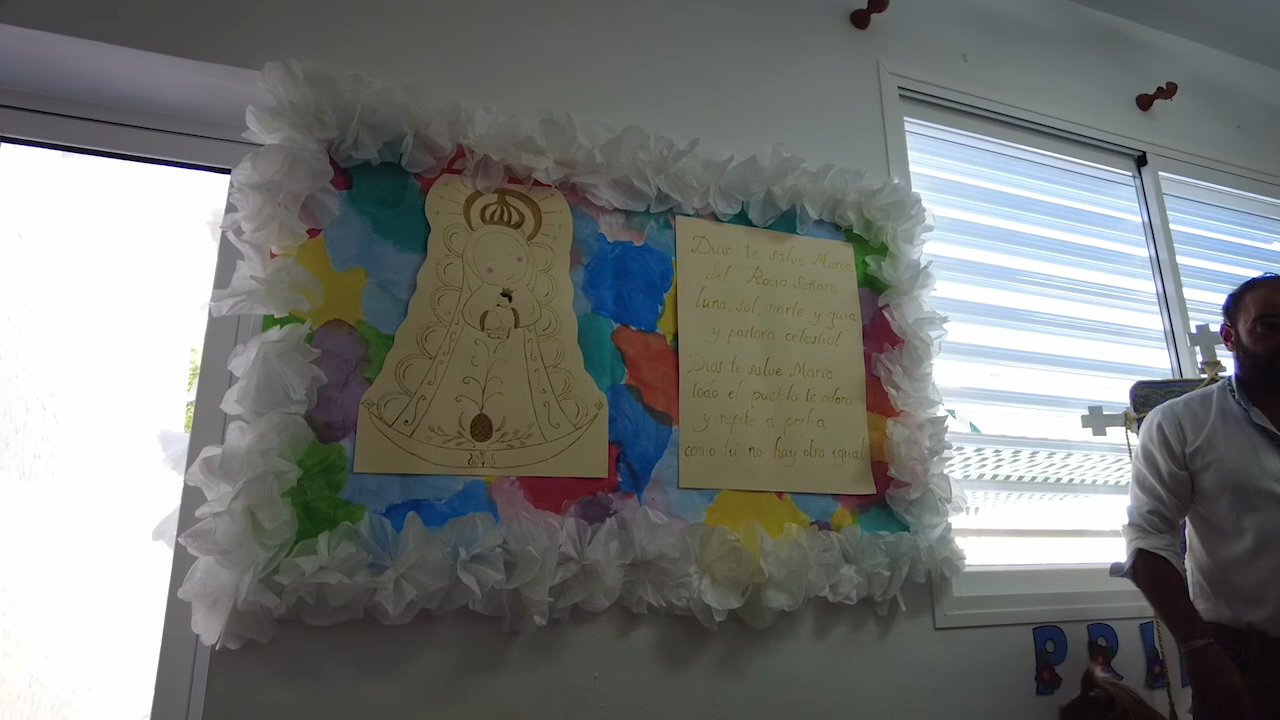 Dios te salve María
del Rocío Señora
luna, sol norte y guía
y pastora celestial
Dios te salve María
todo el pueblo te adora
y repite a porfía
como tú no hay otra igual
PRI